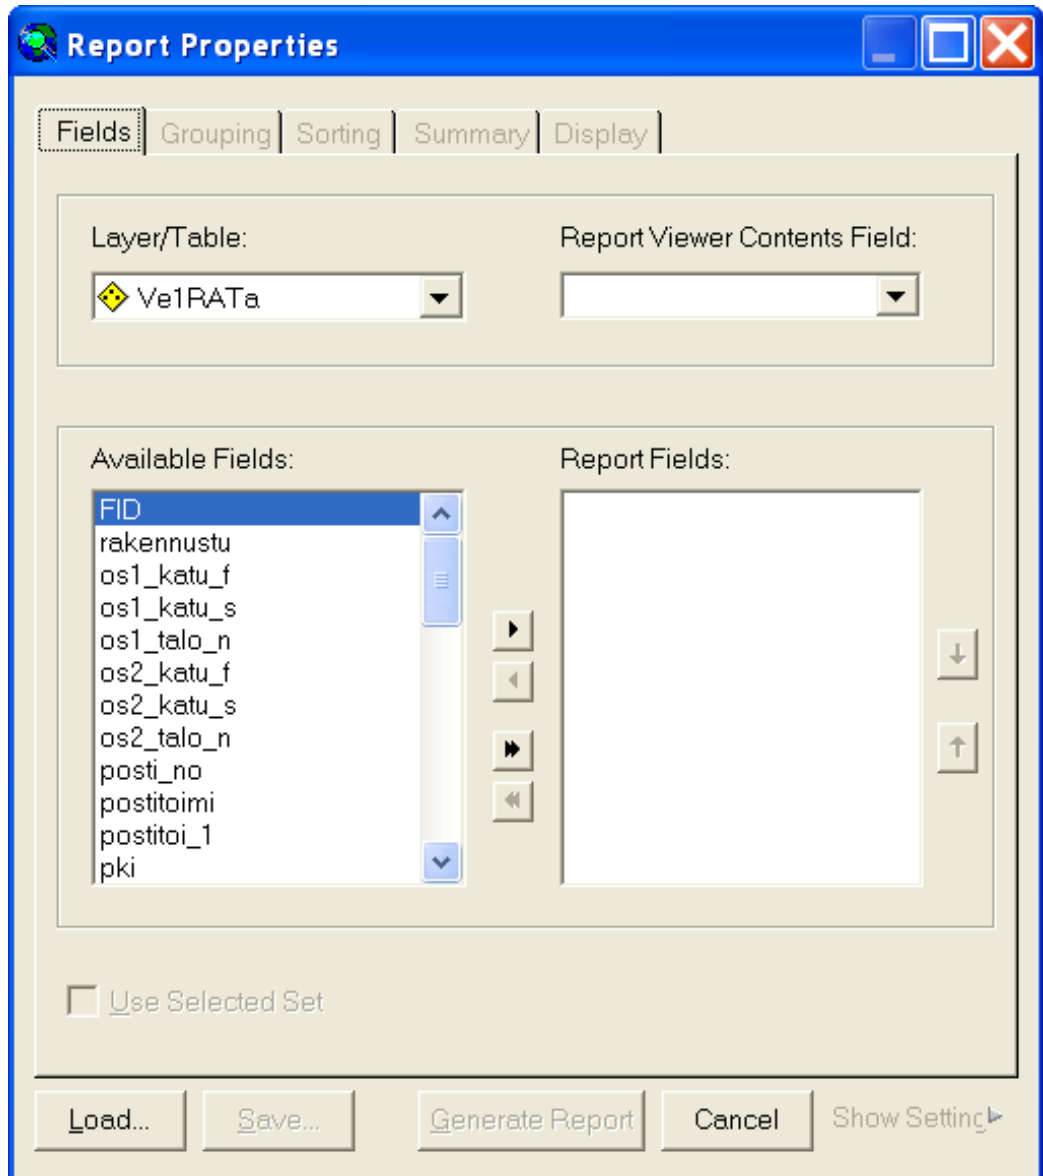 Report Properties
Fields Grouping Sorting Summary Display
Layer/Table: Report Viewer Contents Field:
Ve1RATa
Available Fields: Report Fields:
FID
rakennustu
os1_katu_f
os1_katu_s
os1_talo_n
os2_katu_f
os2_katu_s
os2_talo_n
posti_no
postitoimi
postitoi_1
pki
Use Selected Set
Load... Save... Generate Report Cancel Show Setting